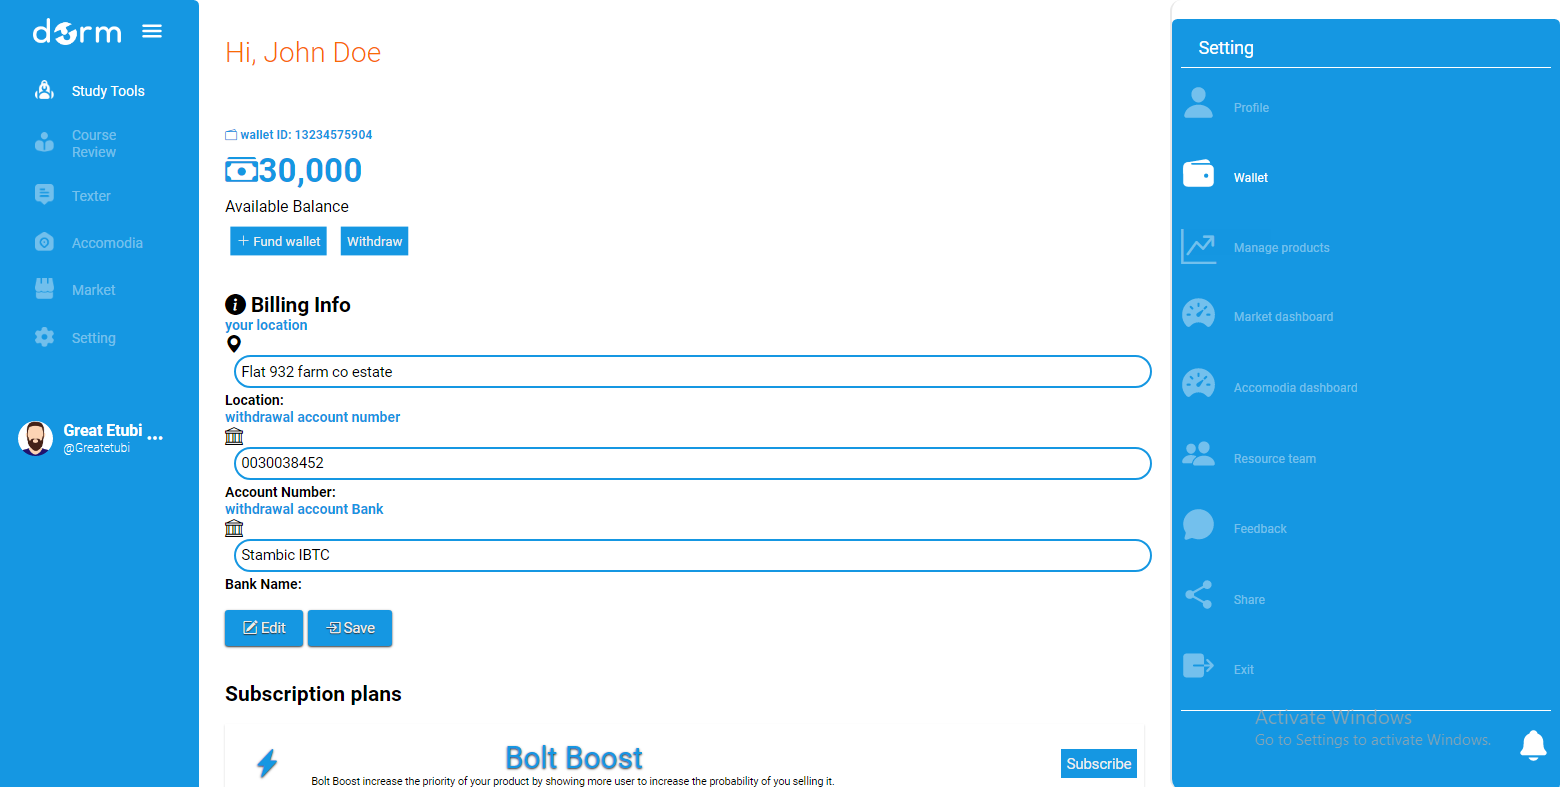 dorm
Study Tools
Course
Review
Texter
Accomodia
Market
Setting
Great Etubi
@Greatetubi
Hi, John Doe
wallet ID: 13234575904
30,000
Available Balance
Fund wallet
Withdraw
i Billing Info
your location
Flat 932 farm co estate
Location:
withdrawal account number
0030038452
Account Number:
withdrawal account Bank
Stambic IBTC
Bank Name:
Edit
Save
Subscription plans
Bolt Boost
Bolt Boost increase the priority of your product by showing more user to increase the probability of you selling it.
Subscribe
Setting
Profile
Wallet
Manage products
Market dashboard
Accomodia dashboard
Resource team
Feedback
Share
Exit
Activate Windows
Go to Settings to activate Windows.